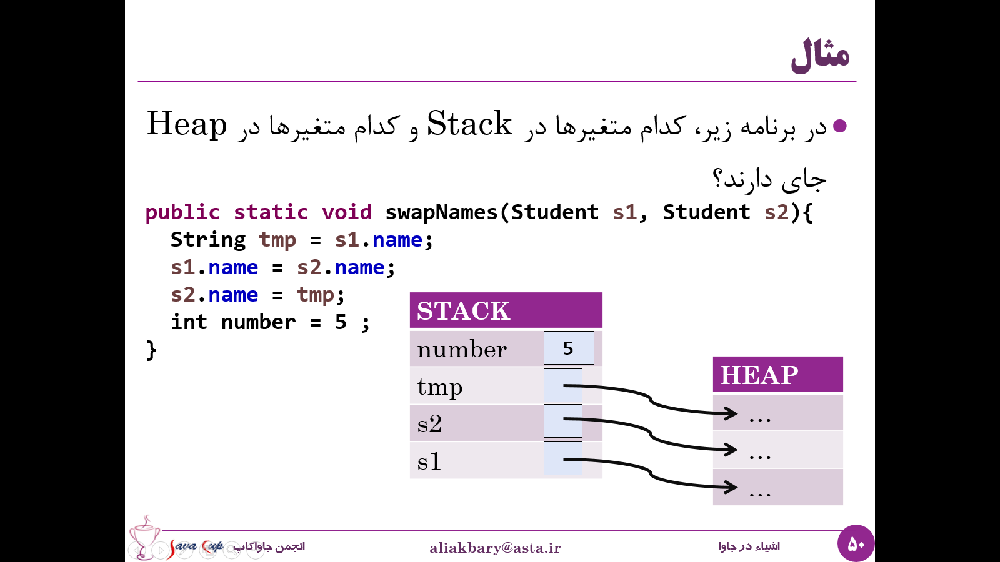 مثال
در برنامه زیر، کدام متغیرها در Stack و کدام متغیرها در Heap
جای دارند؟
public static void swapNames(Student s1, Student s2){
String tmp = s1.name;
s1.name = s2.name;
s2.name = tmp;
int number = 5 ;
}
STACK
number 5
tmp
s2
s1
HEAP
...
...
...
Java Cup انجمن جاواکاپ
aliakbary@asta.ir
اشیاء در جاوا
۵۰